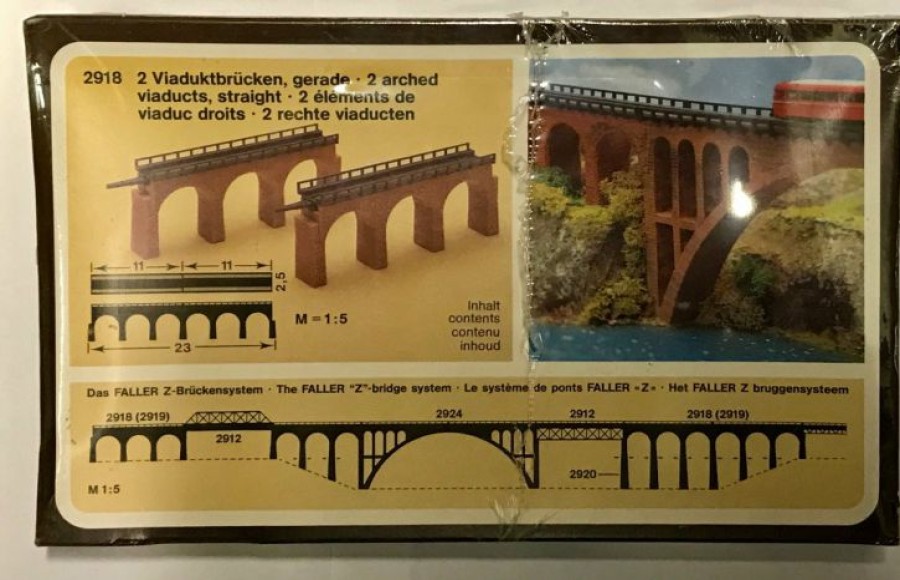 2918 2 Viaduktbrücken, gerade · 2 arched
viaducts, straight · 2 éléments de
viaduc droits · 2 rechte viaducten
11 11
2,5
23
M = 1:5
Inhalt
contents
contenu
inhoud
Das FALLER Z-Brückensystem · The FALLER "Z"-bridge system · Le système de ponts FALLER «Z» · Het FALLER Z bruggensysteem
2918 (2919) 2924 2912 2918 (2919)
2912
2920
M 1:5